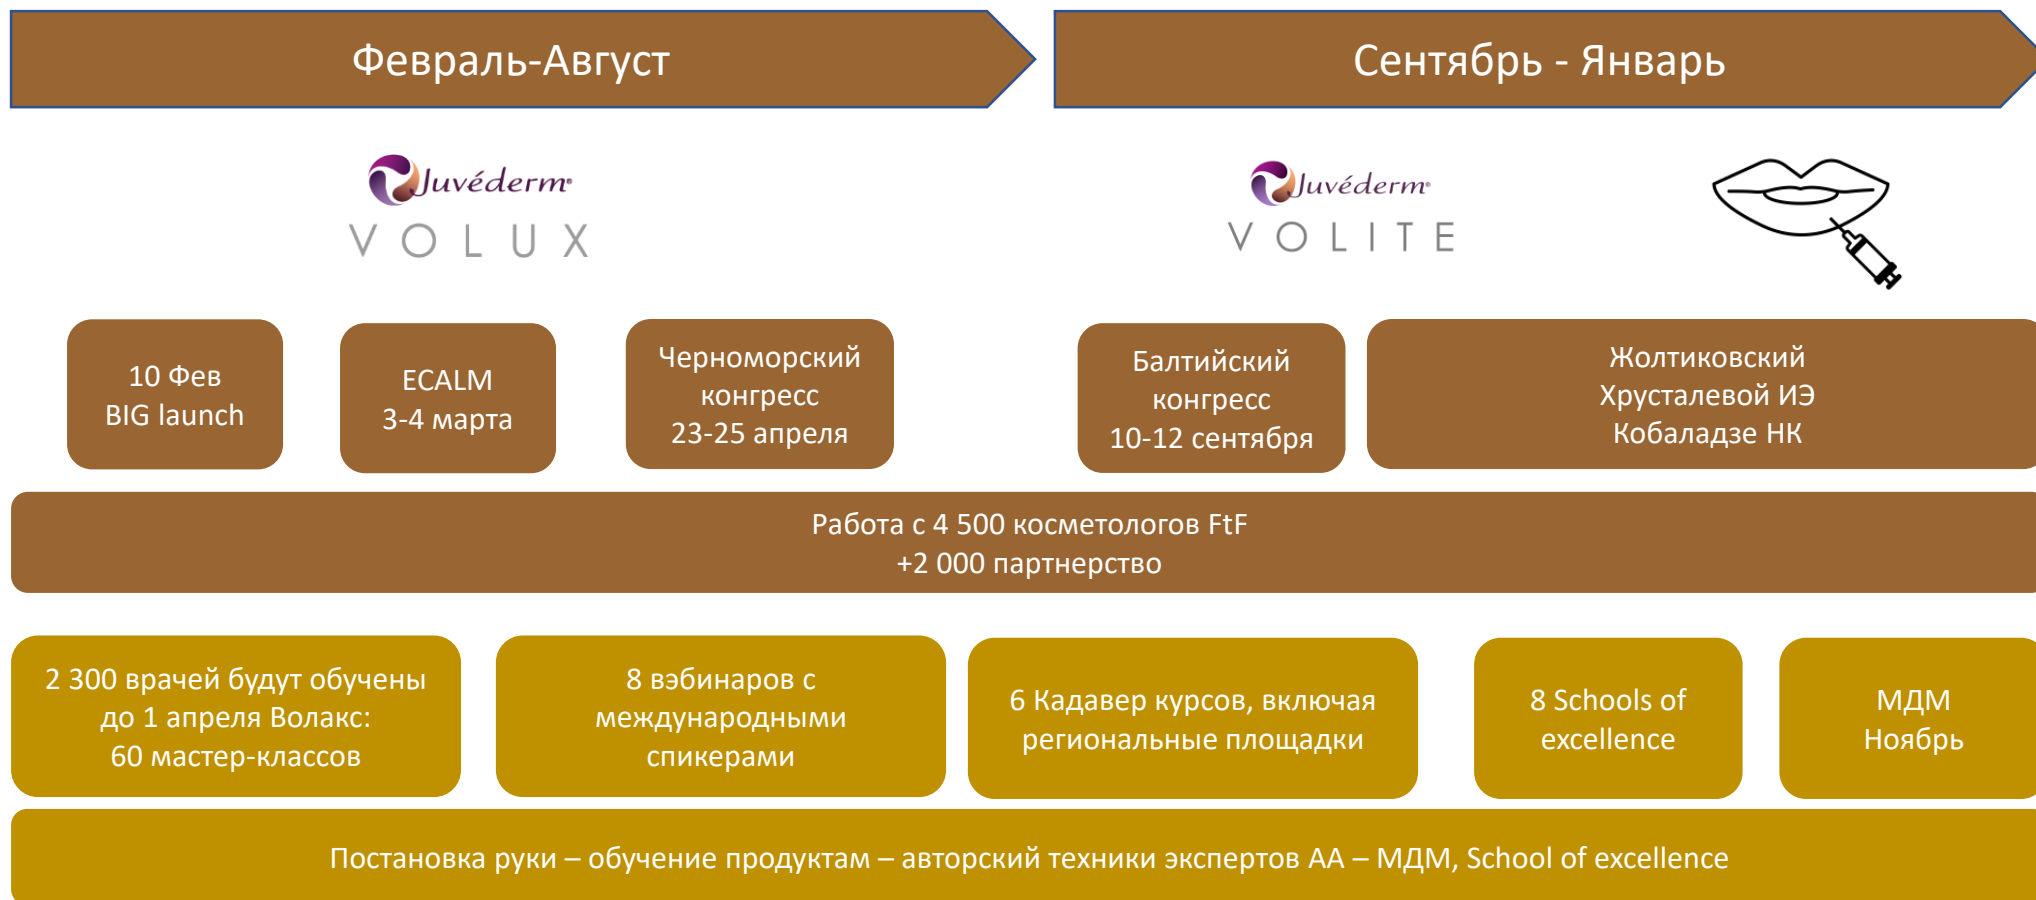 Февраль-Август
Сентябрь - Январь
Juvéderm®
VOLUX
Juvéderm®
VOLITE
10 Фев
BIG launch
ECALM
3-4 марта
Черноморский
конгресс
23-25 апреля
Балтийский
конгресс
10-12 сентября
Жолтиковский
Хрусталевой ИЭ
Кобаладзе НК
Работа с 4 500 косметологов FtF
+2 000 партнерство
2 300 врачей будут обучены
до 1 апреля Волакс:
60 мастер-классов
8 вэбинаров с
международными
спикерами
6 Кадавер курсов, включая
региональные площадки
8 Schools of
excellence
МДМ
Ноябрь
Постановка руки – обучение продуктам – авторский техники экспертов АА – МДМ, School of excellence